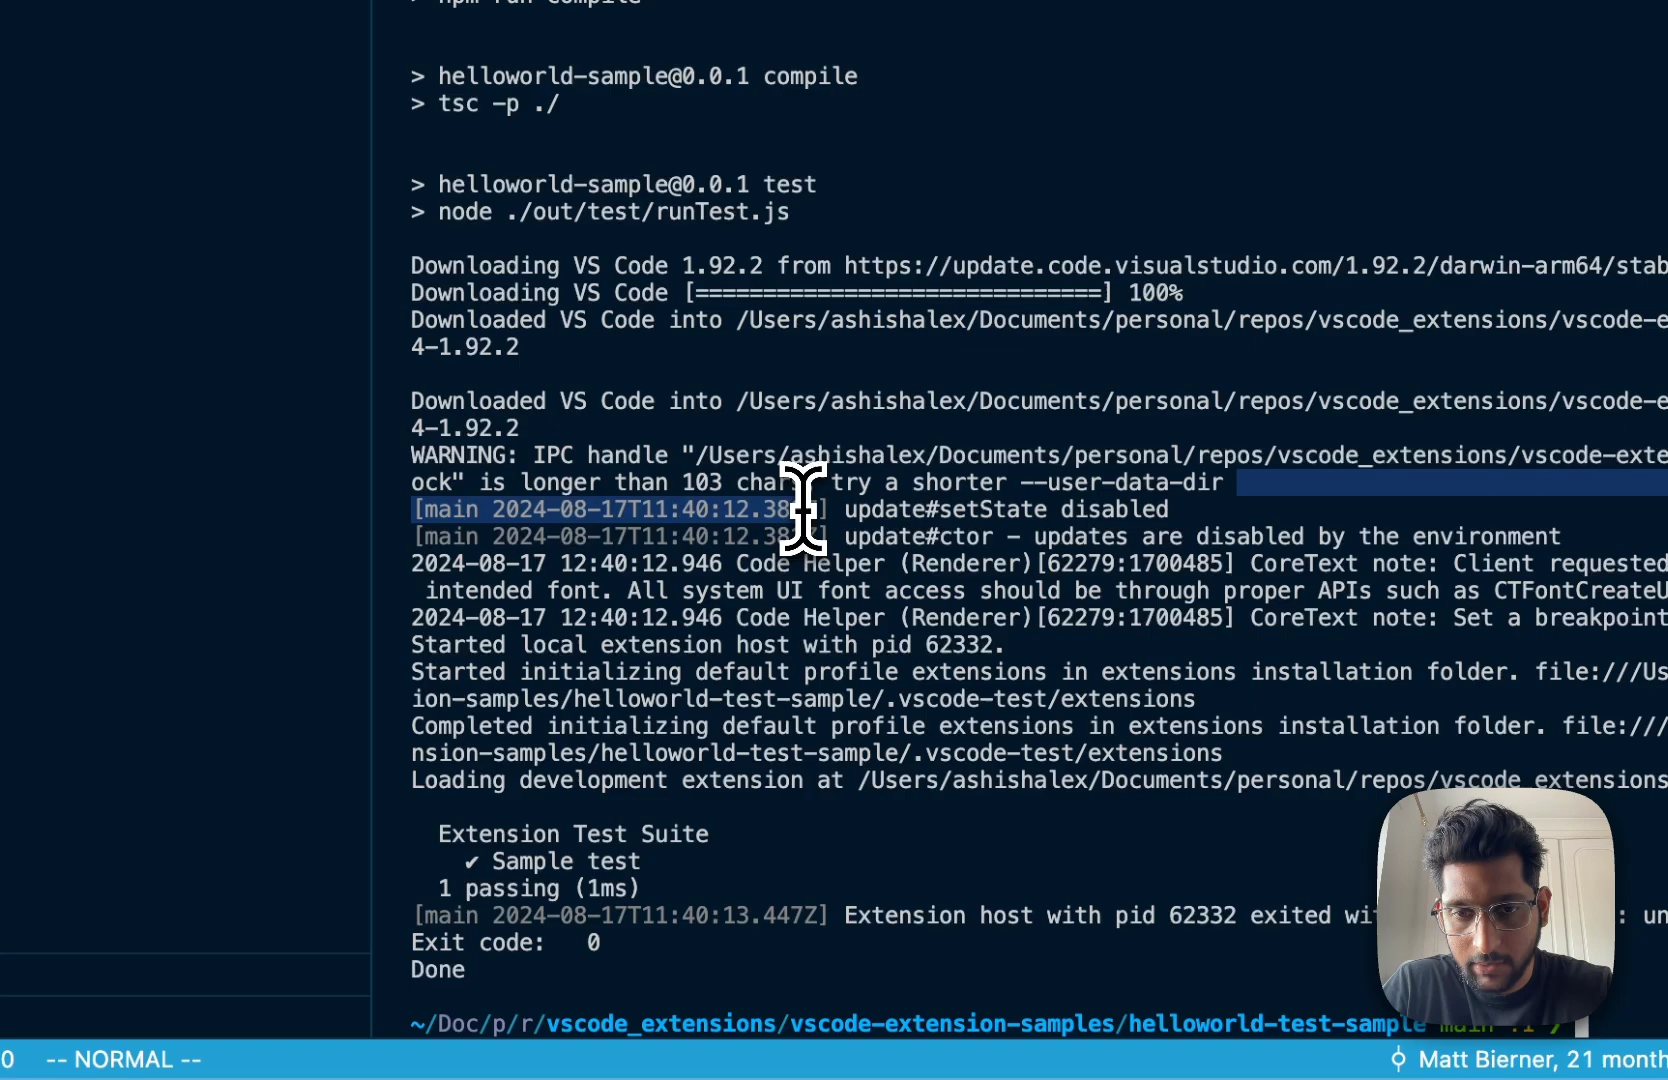 > npm run compile
> helloworld-sample@0.0.1 compile
> tsc -p ./
> helloworld-sample@0.0.1 test
> node ./out/test/runTest.js
Downloading VS Code 1.92.2 from https://update.code.visualstudio.com/1.92.2/darwin-arm64/stab
Downloading VS Code [==============================] 100%
Downloaded VS Code into /Users/ashishalex/Documents/personal/repos/vscode_extensions/vscode-e
4-1.92.2
Downloaded VS Code into /Users/ashishalex/Documents/personal/repos/vscode_extensions/vscode-e
4-1.92.2
WARNING: IPC handle "/Users/ashishalex/Documents/personal/repos/vscode_extensions/vscode-exte
ock" is longer than 103 chars, try a shorter --user-data-dir
[main 2024-08-17T11:40:12.38 ] update#setState disabled
[main 2024-08-17T11:40:12.38 ] update#ctor - updates are disabled by the environment
2024-08-17 12:40:12.946 Code Helper (Renderer)[62279:1700485] CoreText note: Client requested
intended font. All system UI font access should be through proper APIs such as CTFontCreateU
2024-08-17 12:40:12.946 Code Helper (Renderer)[62279:1700485] CoreText note: Set a breakpoint
Started local extension host with pid 62332.
Started initializing default profile extensions in extensions installation folder. file:///Us
ion-samples/helloworld-test-sample/.vscode-test/extensions
Completed initializing default profile extensions in extensions installation folder. file:///
nsion-samples/helloworld-test-sample/.vscode-test/extensions
Loading development extension at /Users/ashishalex/Documents/personal/repos/vscode_extensions
Extension Test Suite
✔ Sample test
1 passing (1ms)
[main 2024-08-17T11:40:13.447Z] Extension host with pid 62332 exited wi : un
Exit code:   0
Done
~/Doc/p/r/vscode_extensions/vscode-extension-samples/helloworld-test-sample main
0 -- NORMAL -- Matt Bierner, 21 month